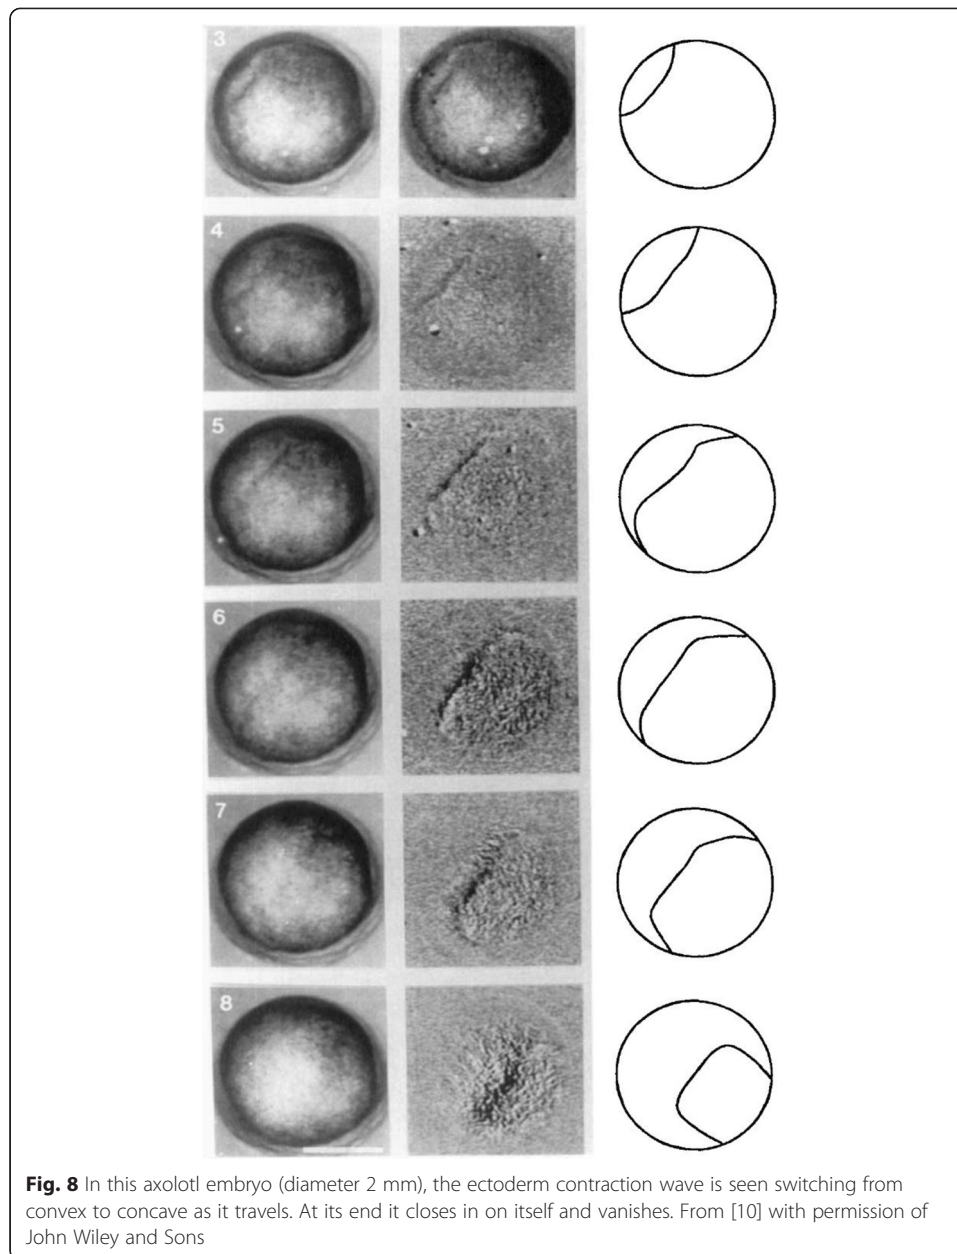 3
4
5
6
7
8
Fig. 8 In this axolotl embryo (diameter 2 mm), the ectoderm contraction wave is seen switching from
convex to concave as it travels. At its end it closes in on itself and vanishes. From [10] with permission of
John Wiley and Sons